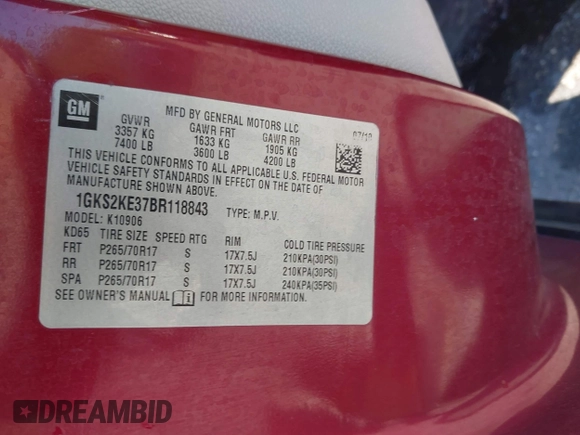 GM
MFD BY GENERAL MOTORS LLC
GVWR GAWR FRT GAWR RR
3357 KG 1633 KG 1905 KG
7400 LB 3600 LB 4200 LB
THIS VEHICLE CONFORMS TO ALL APPLICABLE U.S. FEDERAL MOTOR
VEHICLE SAFETY STANDARDS IN EFFECT ON THE DATE OF
MANUFACTURE SHOWN ABOVE.
1GKS2KE37BR118843 TYPE: M.P.V.
MODEL: K10906
KD65 TIRE SIZE SPEED RTG RIM COLD TIRE PRESSURE
FRT P265/70R17 S 17X7.5J 210KPA(30PSI)
RR P265/70R17 S 17X7.5J 210KPA(30PSI)
SPA P265/70R17 S 17X7.5J 240KPA(35PSI)
SEE OWNER'S MANUAL FOR MORE INFORMATION.
DREAMBID